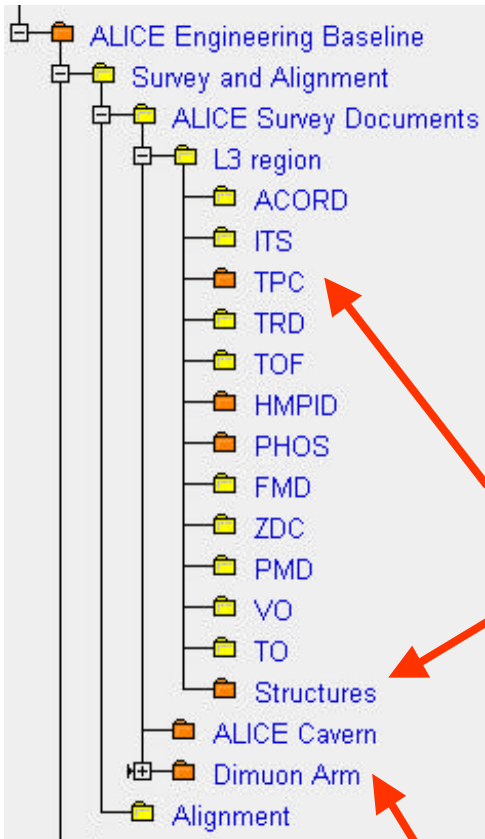 ALICE Engineering Baseline
Survey and Alignment
ALICE Survey Documents
L3 region
ACORD
ITS
TPC
TRD
TOF
HMPID
PHOS
FMD
ZDC
PMD
VO
TO
Structures
ALICE Cavern
Dimuon Arm
Alignment